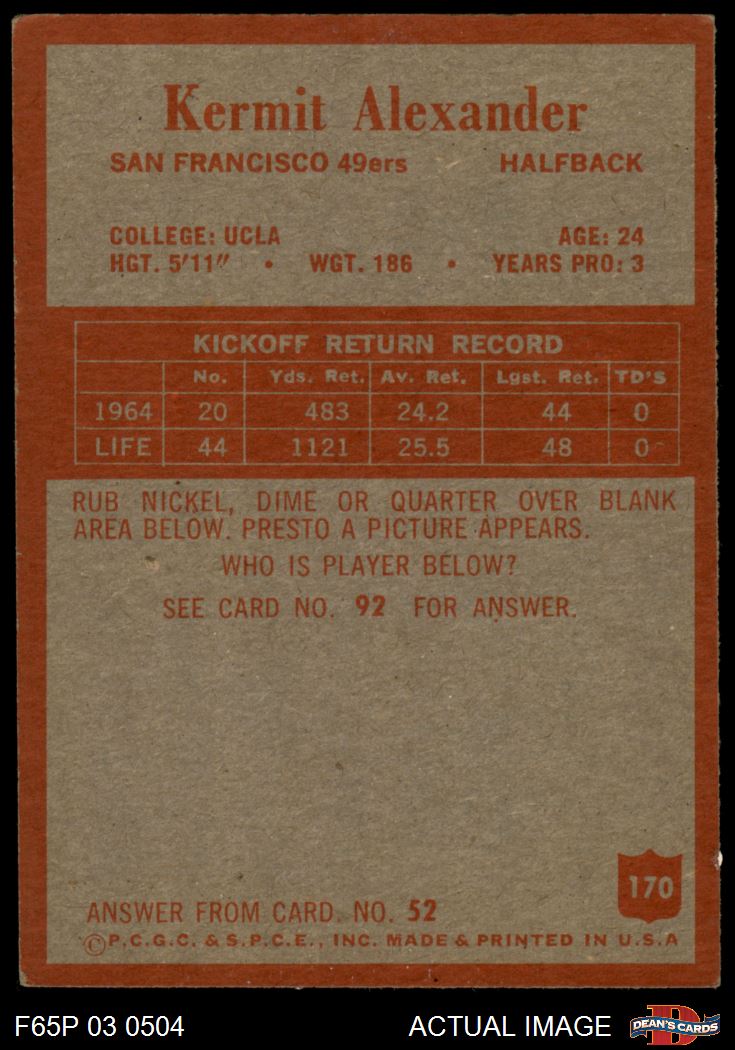 Kermit Alexander
SAN FRANCISCO 49ers HALFBACK
COLLEGE: UCLA AGE: 24
HGT. 5'11" • WGT. 186 • YEARS PRO: 3
KICKOFF RETURN RECORD
No. Yds. Ret. Av. Ret. Lgst. Ret. TD'S
1964 20 483 24.2 44 0
LIFE 44 1121 25.5 48 0
RUB NICKEL, DIME OR QUARTER OVER BLANK
AREA BELOW. PRESTO A PICTURE APPEARS.
WHO IS PLAYER BELOW?
SEE CARD NO. 92 FOR ANSWER.
170
ANSWER FROM CARD. NO. 52
©P.C.G.C. & S.P.C.E., INC. MADE & PRINTED IN U.S.A
F65P 03 0504 ACTUAL IMAGE D DEAN'S CARDS